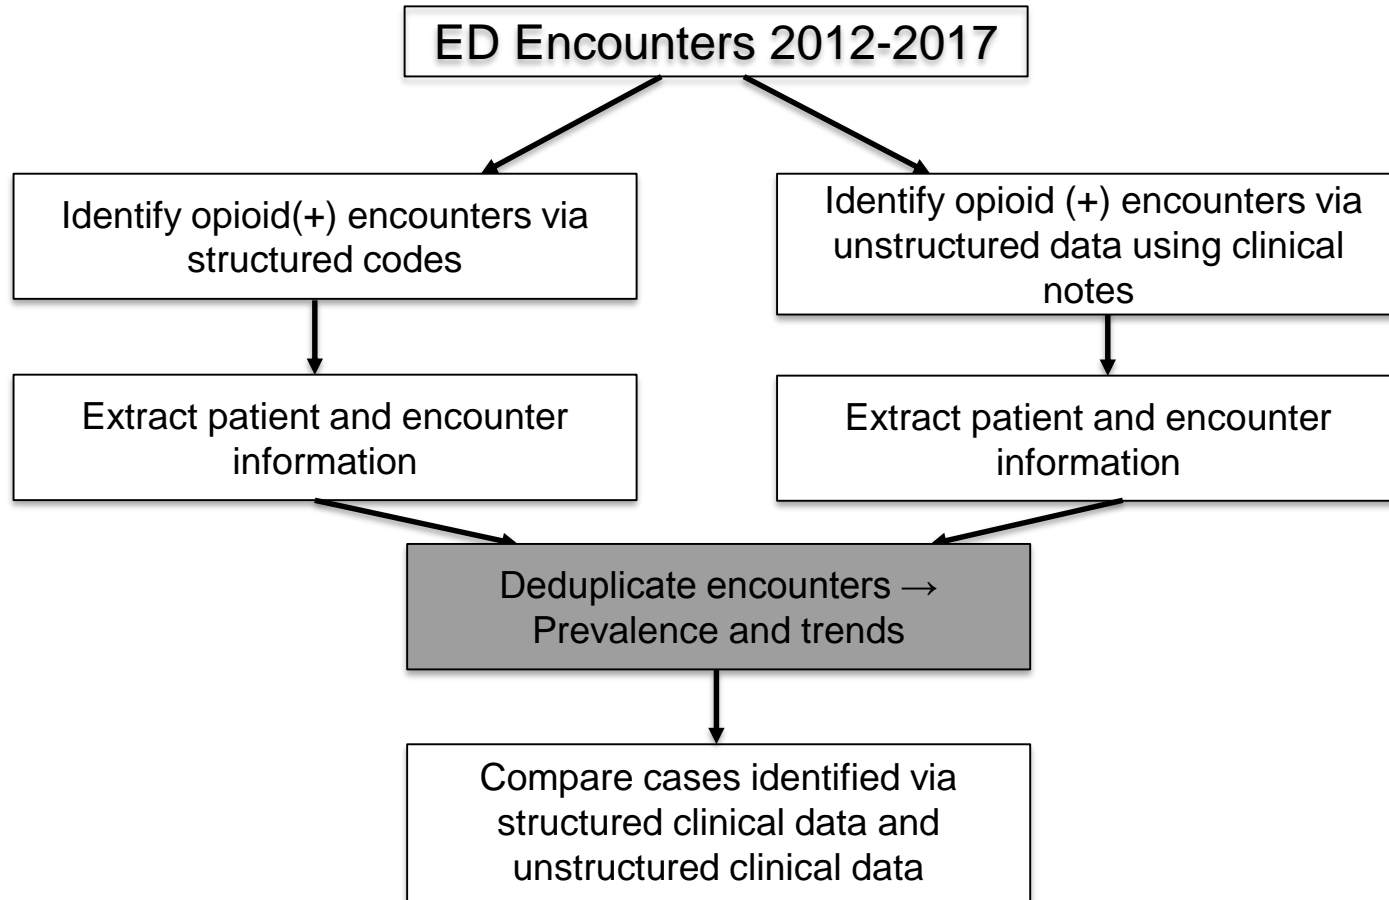 ED Encounters 2012-2017
Identify opioid(+) encounters via
structured codes
Identify opioid (+) encounters via
unstructured data using clinical
notes
Extract patient and encounter
information
Extract patient and encounter
information
Deduplicate encounters →
Prevalence and trends
Compare cases identified via
structured clinical data and
unstructured clinical data